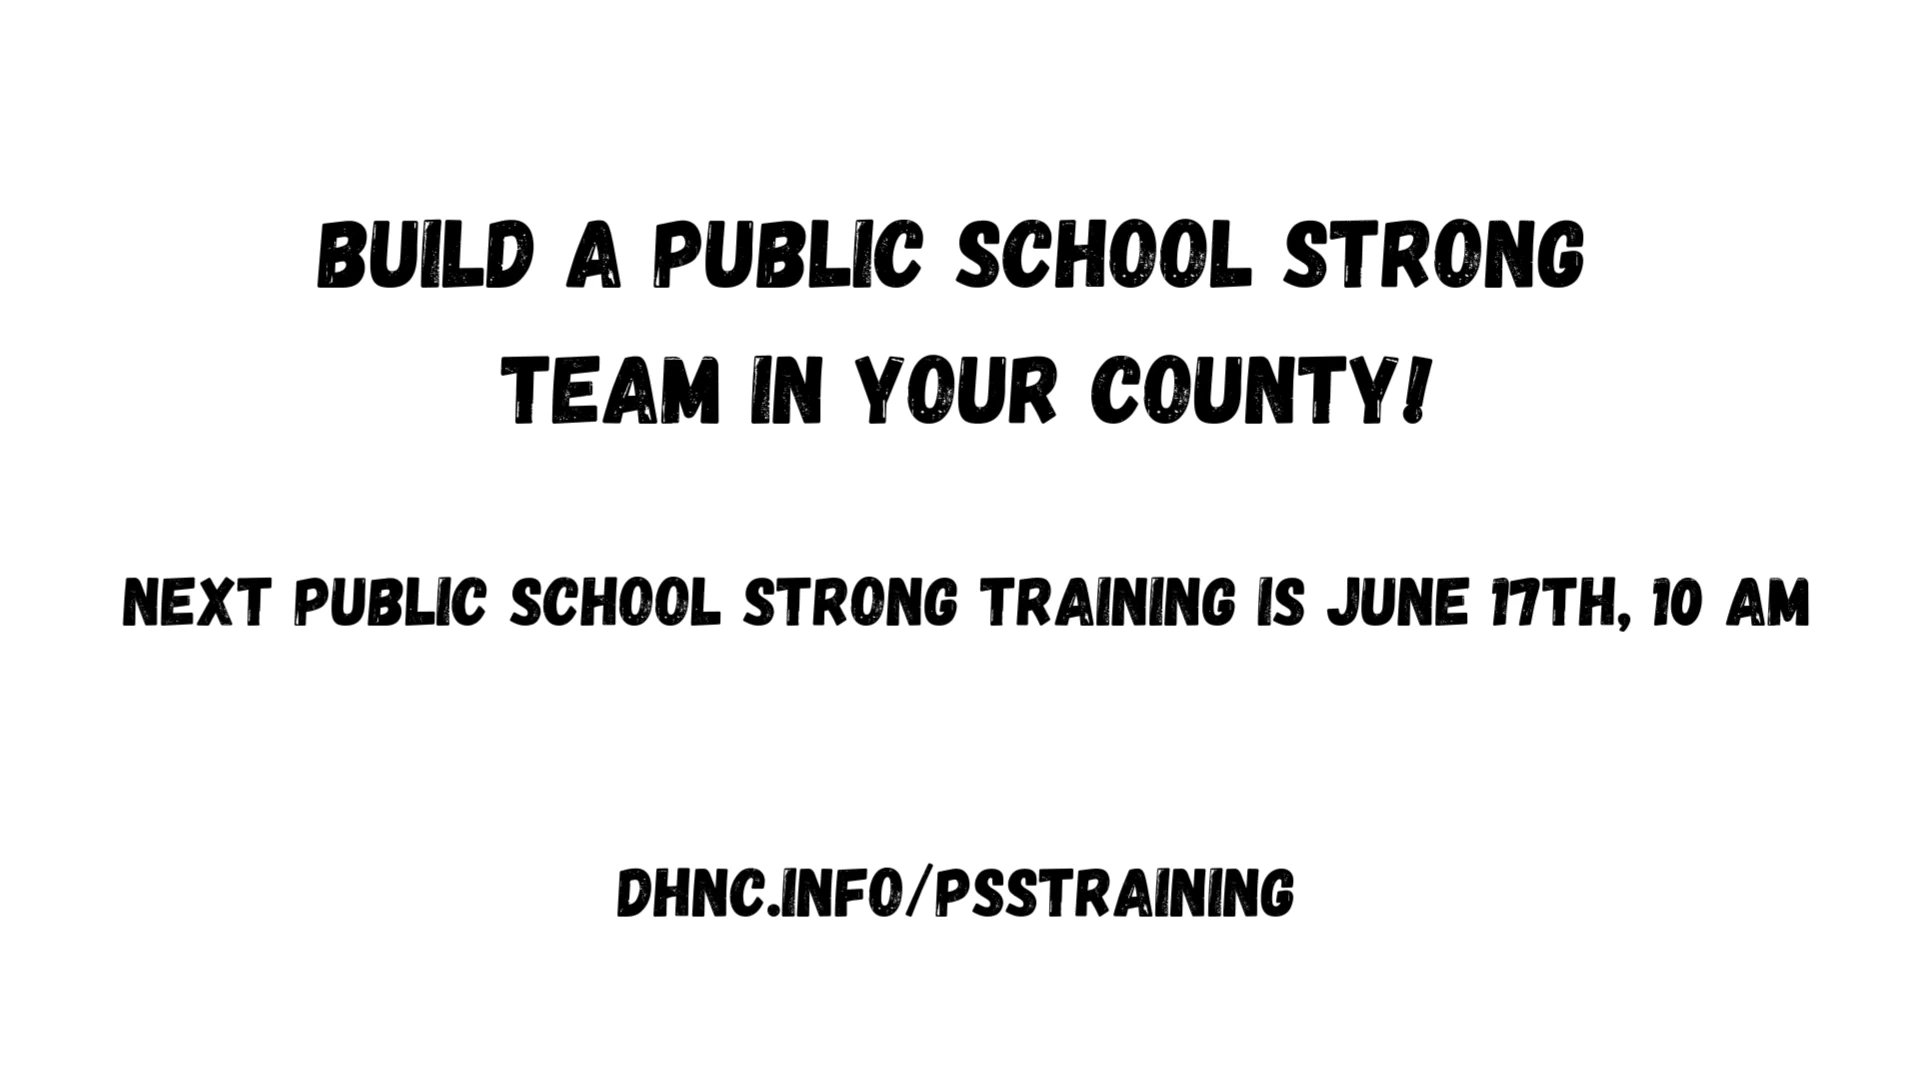 BUILD A PUBLIC SCHOOL STRONG
TEAM IN YOUR COUNTY!
NEXT PUBLIC SCHOOL STRONG TRAINING IS JUNE 17TH, 10 AM
DHNC.INFO/PSSTRAINING